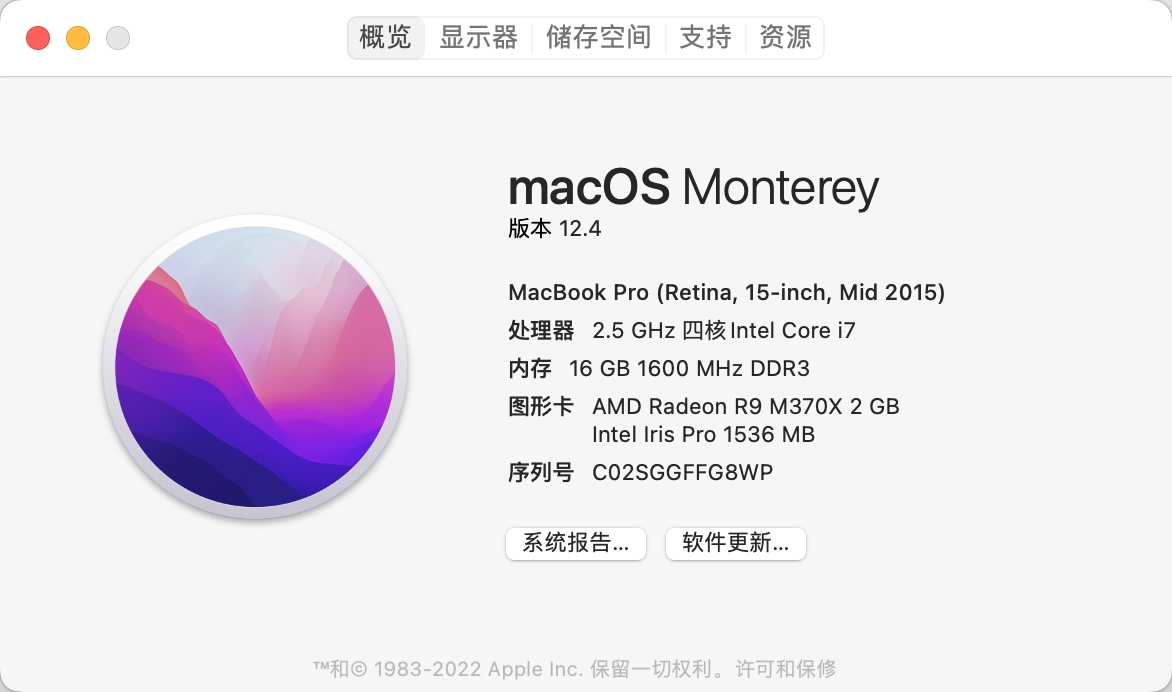 概览 显示器 储存空间 支持 资源
macOS Monterey
版本 12.4
MacBook Pro (Retina, 15-inch, Mid 2015)
处理器 2.5 GHz 四核Intel Core i7
内存 16 GB 1600 MHz DDR3
图形卡 AMD Radeon R9 M370X 2 GB
Intel Iris Pro 1536 MB
序列号 C02SGGFFG8WP
系统报告... 软件更新...
™和© 1983-2022 Apple Inc. 保留一切权利。许可和保修